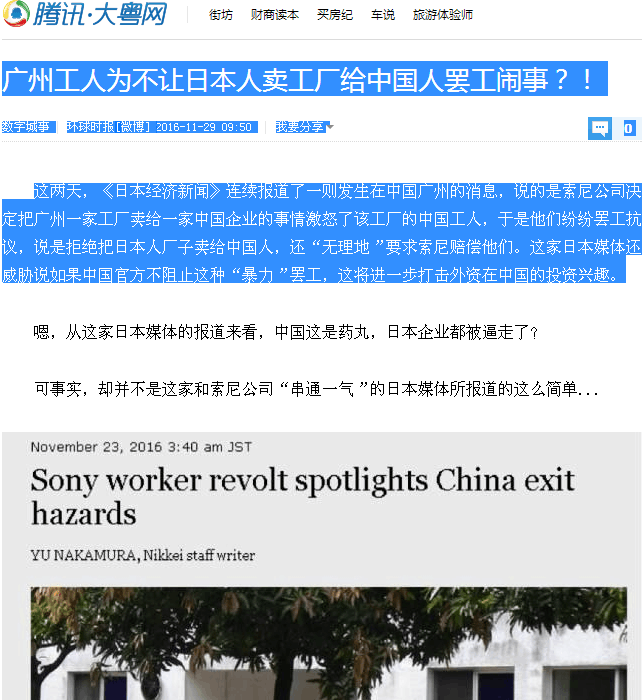 腾讯·大粤网
街坊 财商读本 买房纪 车说 旅游体验师
广州工人为不让日本人卖工厂给中国人罢工闹事？！
数字城事 环球时报[微博] 2016-11-29 09:50 我要分享 0
这两天，《日本经济新闻》连续报道了一则发生在中国广州的消息，说的是索尼公司决
定把广州一家工厂卖给一家中国企业的事情激怒了该工厂的中国工人，于是他们纷纷罢工抗
议，说是拒绝把日本人厂子卖给中国人，还“无理地”要求索尼赔偿他们。这家日本媒体还
威胁说如果中国官方不阻止这种“暴力”罢工，这将进一步打击外资在中国的投资兴趣。
嗯，从这家日本媒体的报道来看，中国这是药丸，日本企业都被逼走了?
可事实，却并不是这家和索尼公司“串通一气”的日本媒体所报道的这么简单...
November 23, 2016 3:40 am JST
Sony worker revolt spotlights China exit
hazards
YU NAKAMURA, Nikkei staff writer